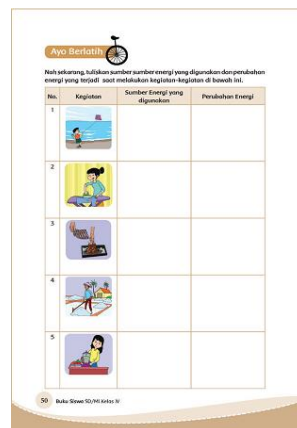 Ayo Berlatih
Nah sekarang, tuliskan sumber sumber energi yang digunakan dan perubahan
energi yang terjadi saat melakukan kegiatan-kegiatan di bawah ini.
No. Kegiatan Sumber Energi yang digunakan Perubahan Energi
1
2
3
4
5
50 Buku Siswa SD/MI Kelas IV